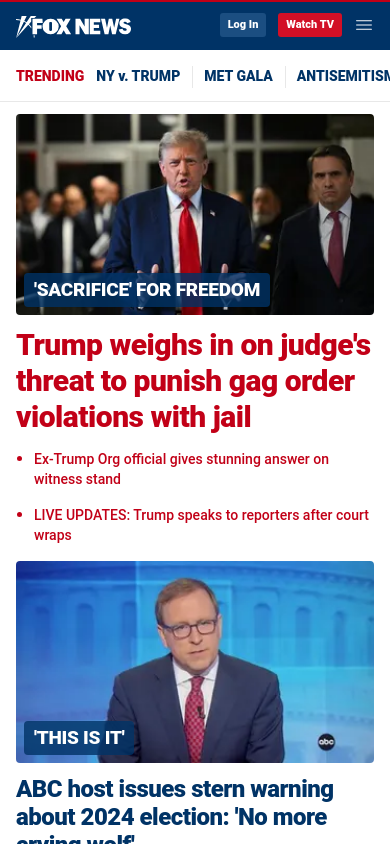 FOX NEWS
Log In
Watch TV
TRENDING
NY v. TRUMP
MET GALA
ANTISEMITISM
'SACRIFICE' FOR FREEDOM
Trump weighs in on judge's
threat to punish gag order
violations with jail
Ex-Trump Org official gives stunning answer on
witness stand
LIVE UPDATES: Trump speaks to reporters after court
wraps
'THIS IS IT'
abc
ABC host issues stern warning
about 2024 election: 'No more
crying wolf'